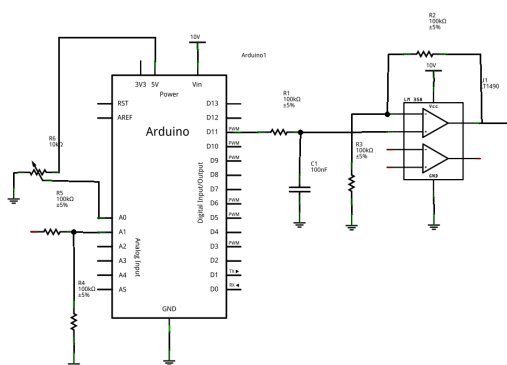 R2
100kΩ
±5%
10V
Arduino1
10V
J1
LT1490
3V3 5V Vin
Power
R1
100kΩ
±5%
LM 358
Vcc
RST
AREF
D13
D12
D11 PWM
D10 PWM
D9 PWM
D8
D7
D6 PWM
D5 PWM
D4
D3 PWM
D2
D1 TX ▶
D0 RX ◀
Arduino
Digital Input/Output
Analog Input
R6
10kΩ
R3
100kΩ
±5%
C1
100nF
GND
R5
100kΩ
±5%
A0
A1
A2
A3
A4
A5
R4
100kΩ
±5%
GND